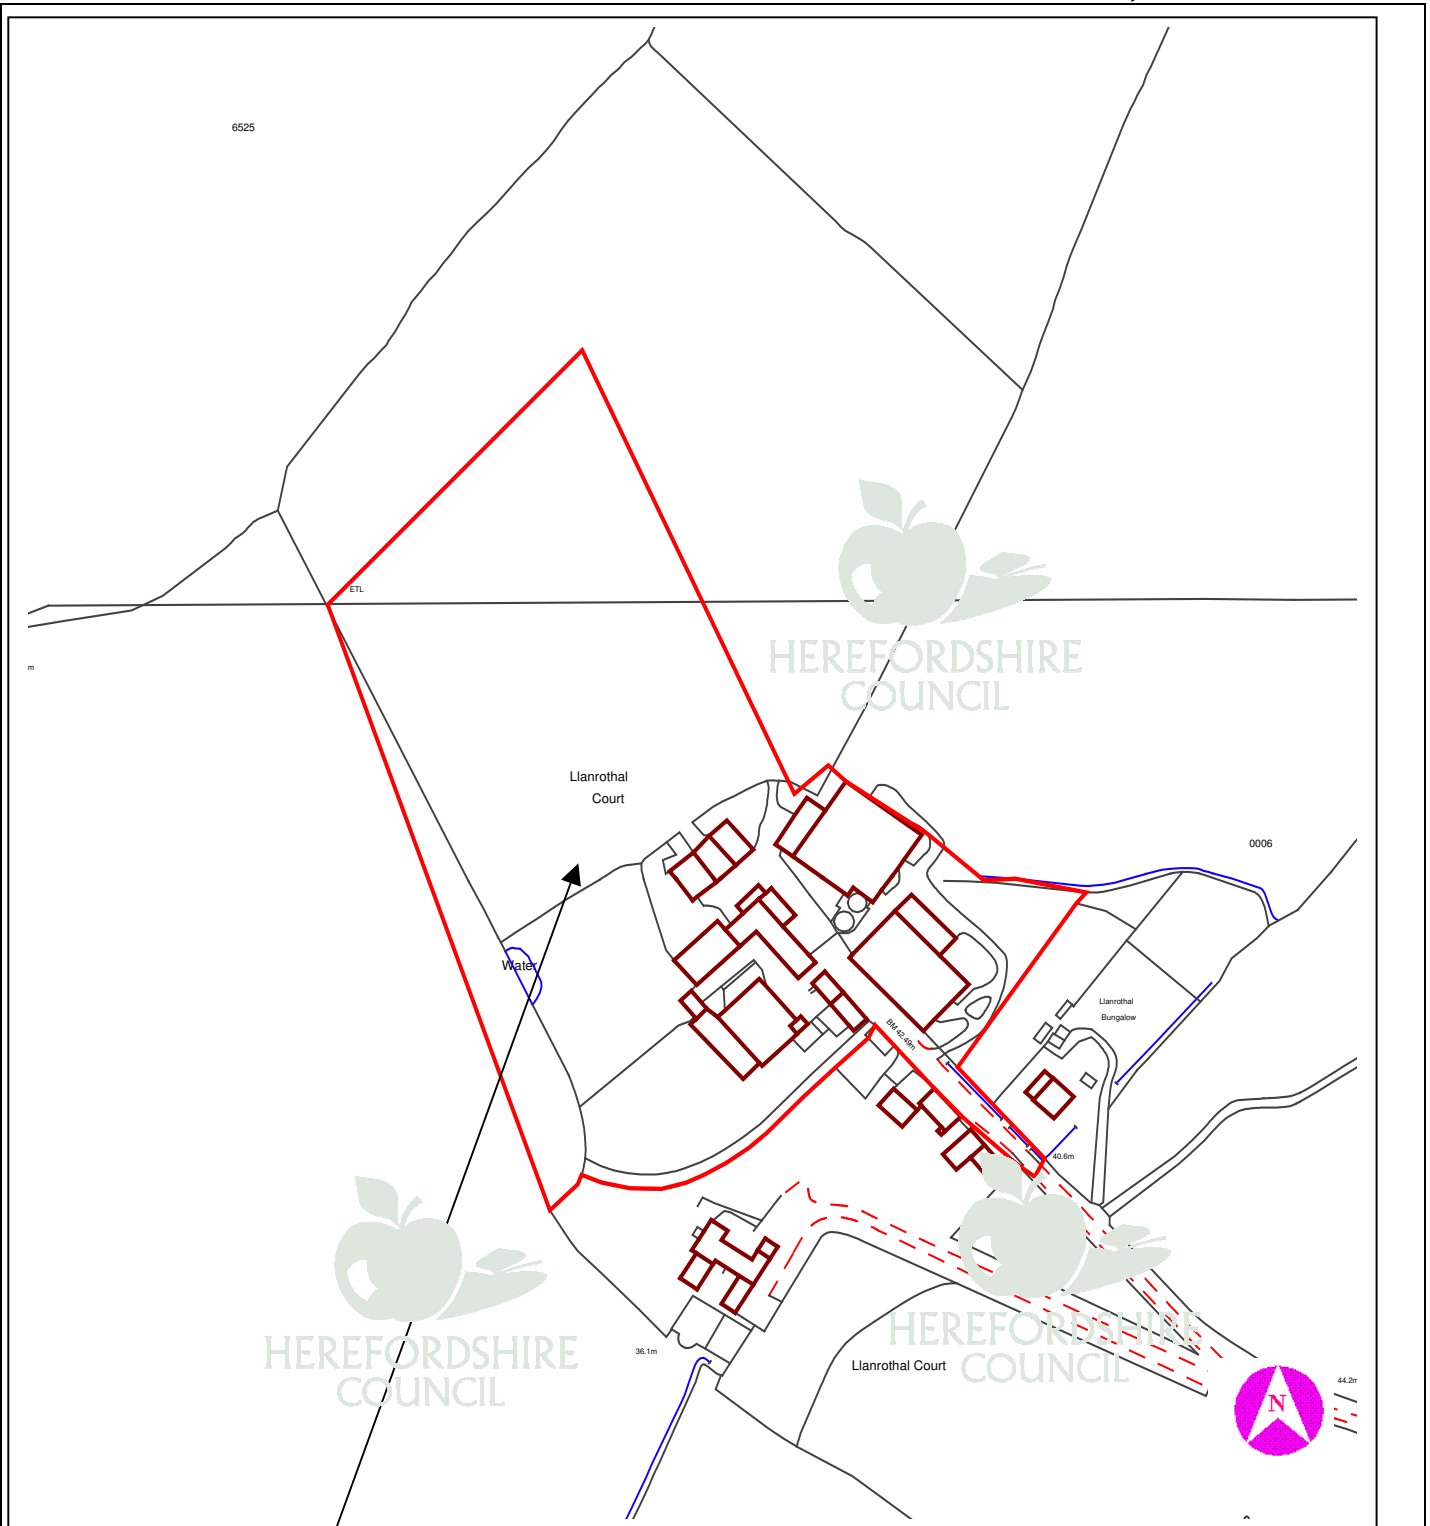 6525
ETL
m
HEREFORDSHIRE
COUNCIL
Llanrothal
Court
0006
Water
Llanrothal
Bungalow
BM 42.49m
40.6m
HEREFORDSHIRE
COUNCIL
HEREFORDSHIRE
COUNCIL
36.1m
Llanrothal Court
44.2m
N